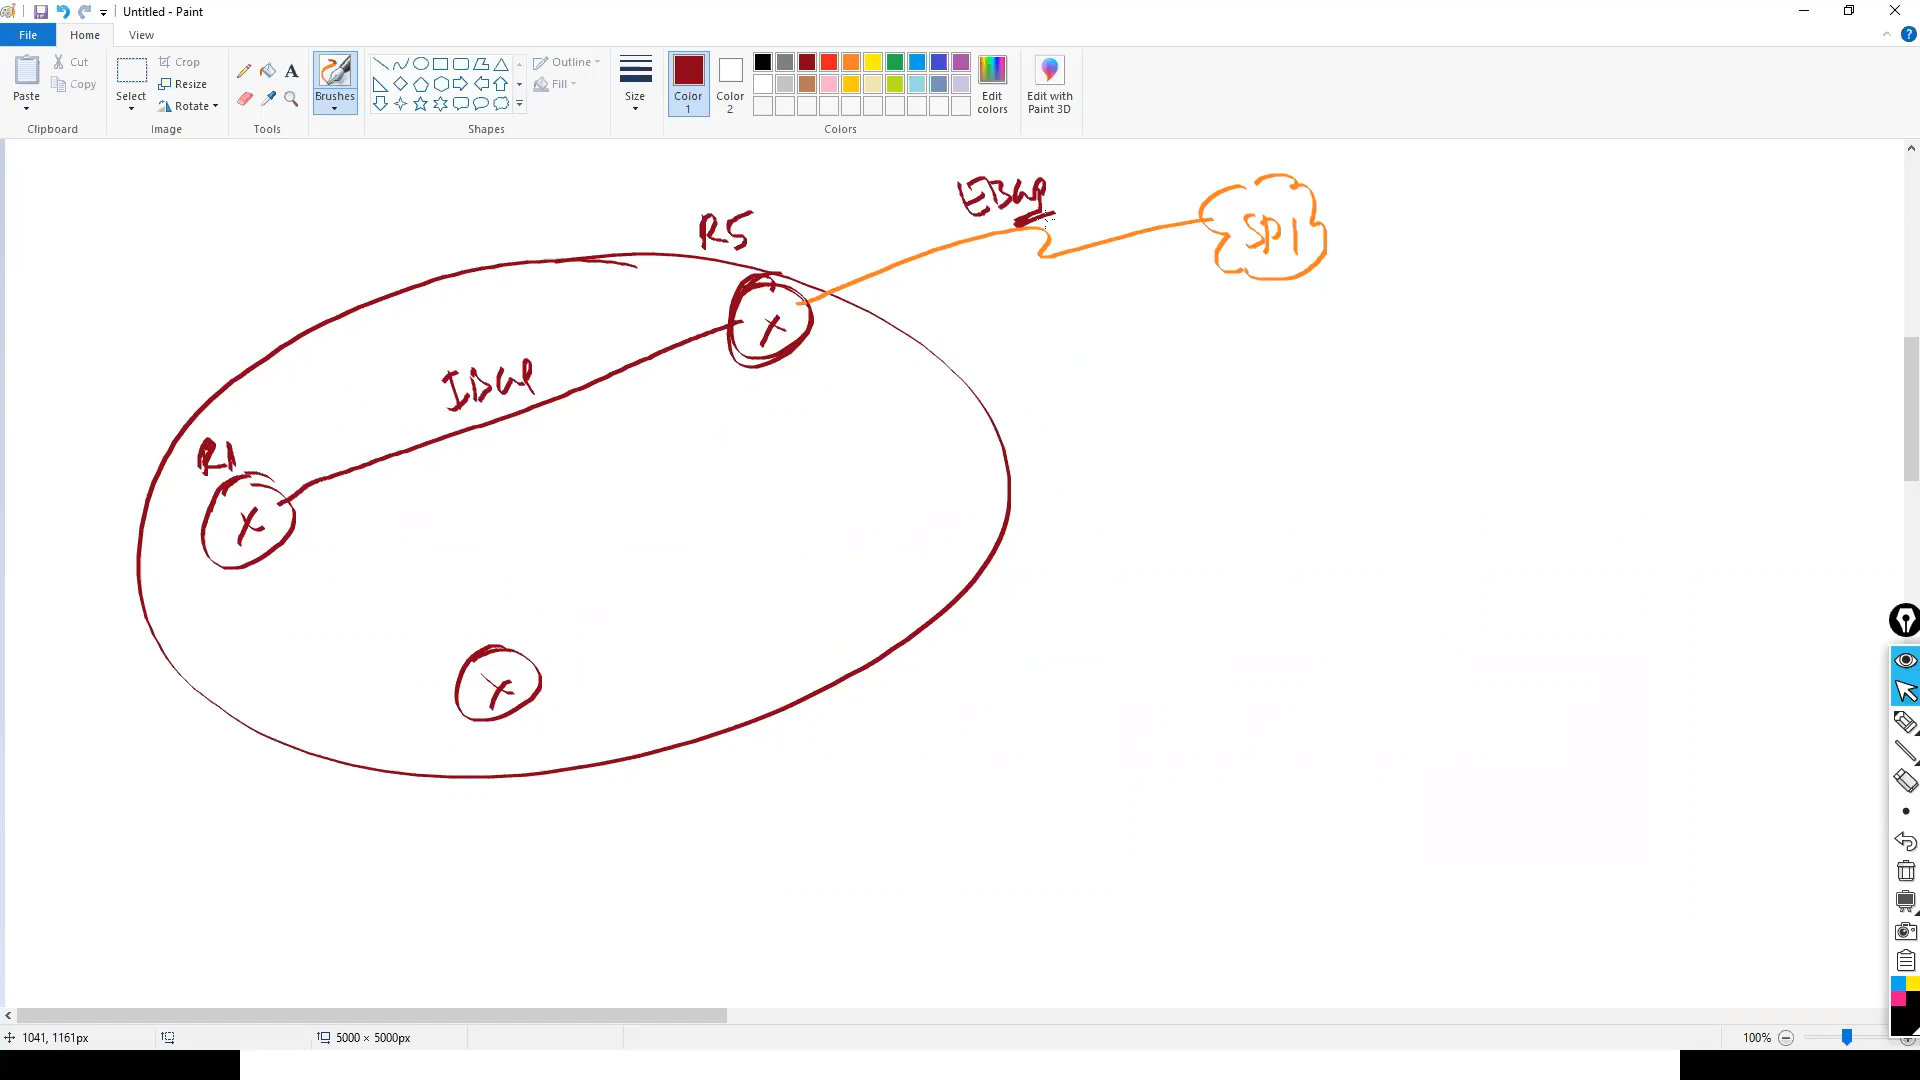 Untitled - Paint
File
Home
View
Paste
Cut
Copy
Clipboard
Select
Crop
Resize
Rotate
Image
A
Tools
Brushes
Outline
Fill
Shapes
Size
Color 1
Color 2
Edit colors
Edit with Paint 3D
Colors
EBGP
SP1
R5
X
IBGP
R1
X
X
1041, 1161px
5000 × 5000px
100%